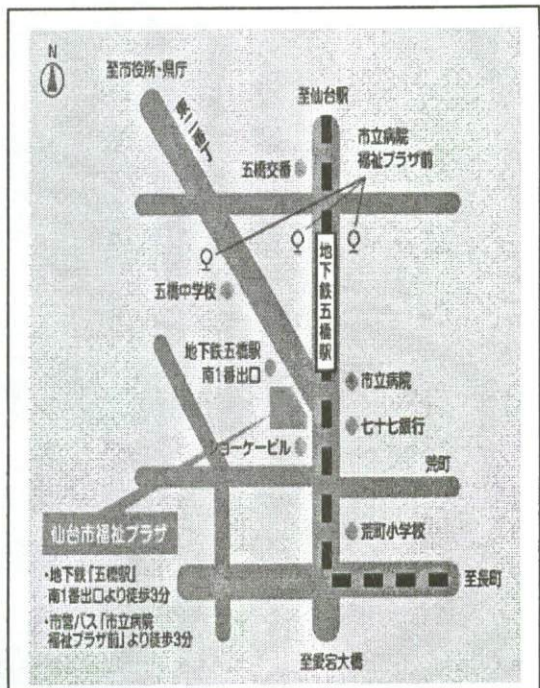 N
至市役所・県庁
東二番丁
至仙台駅
市立病院
福祉プラザ前
五橋交番
地下鉄五橋駅
五橋中学校
地下鉄五橋駅
南1番出口
市立病院
七十七銀行
ショーケービル
荒町
仙台市福祉プラザ
荒町小学校
・地下鉄「五橋駅」
南1番出口より徒歩3分
・市営バス「市立病院
福祉プラザ前」より徒歩3分
至長町
至愛宕大橋